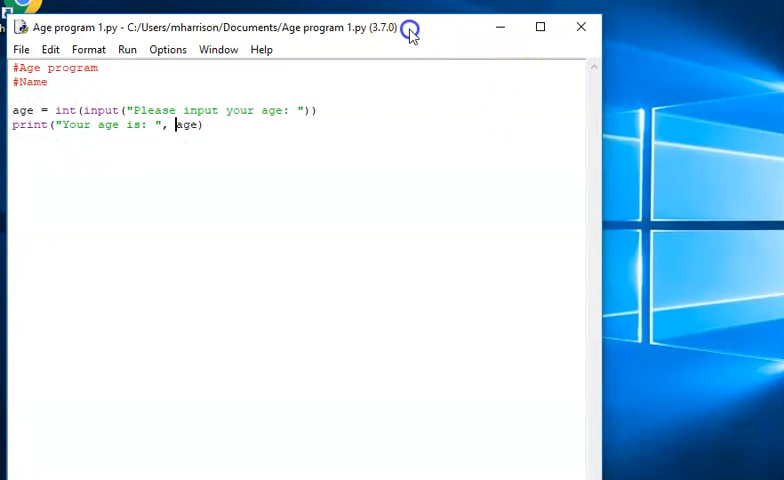 Age program 1.py - C:/Users/mharrison/Documents/Age program 1.py (3.7.0)
File Edit Format Run Options Window Help
#Age program
#Name
age = int(input("Please input your age: "))
print("Your age is: ", age)